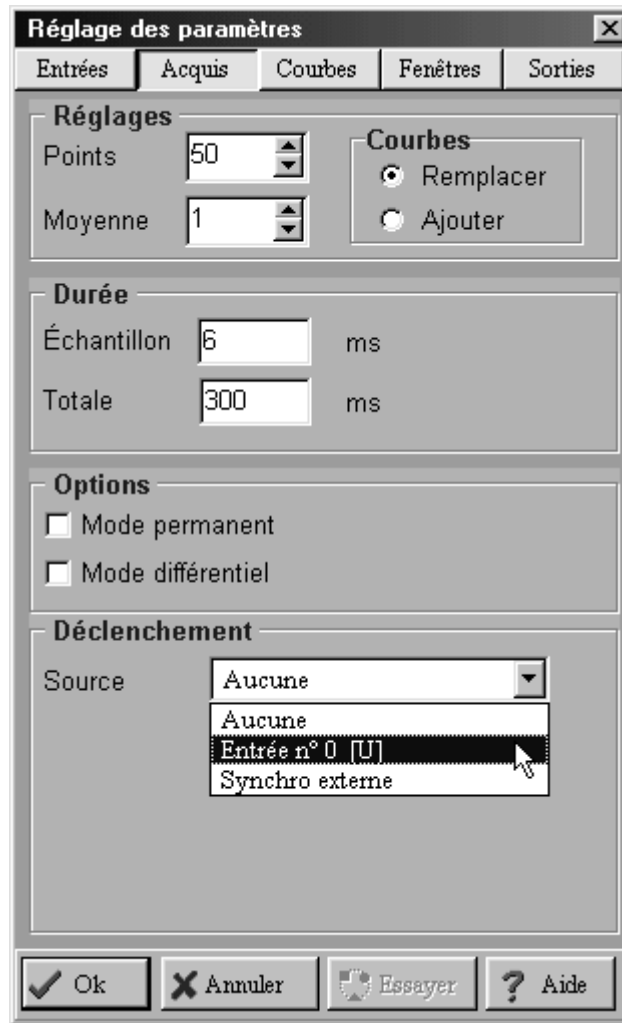 Réglage des paramètres
Entrées Acquis Courbes Fenêtres Sorties
Réglages
Points 50
Moyenne 1
Courbes
Remplacer
Ajouter
Durée
Échantillon 6 ms
Totale 300 ms
Options
Mode permanent
Mode différentiel
Déclenchement
Source Aucune
Aucune
Entrée n° 0 [U]
Synchro externe
Ok Annuler Essayer ? Aide